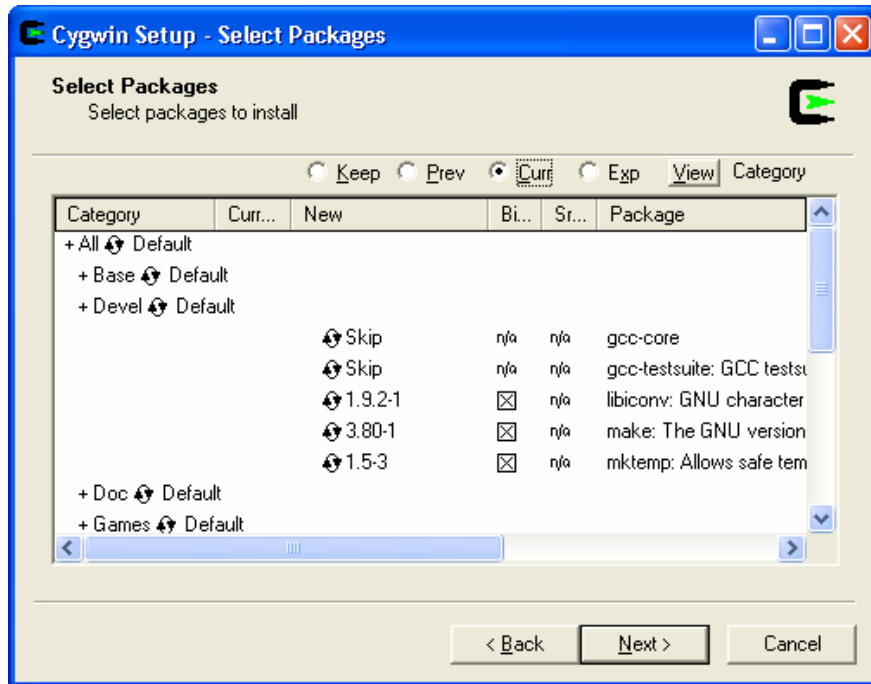 Cygwin Setup - Select Packages
Select Packages
Select packages to install
Keep Prev Curr Exp View Category
Category Curr... New Bi... Sr... Package
+ All Default
+ Base Default
+ Devel Default
Skip n/a n/a gcc-core
Skip n/a n/a gcc-testsuite: GCC testsu
1.9.2-1 n/a libiconv: GNU character
3.80-1 n/a make: The GNU version
1.5-3 n/a mktemp: Allows safe tem
+ Doc Default
+ Games Default
< Back Next > Cancel